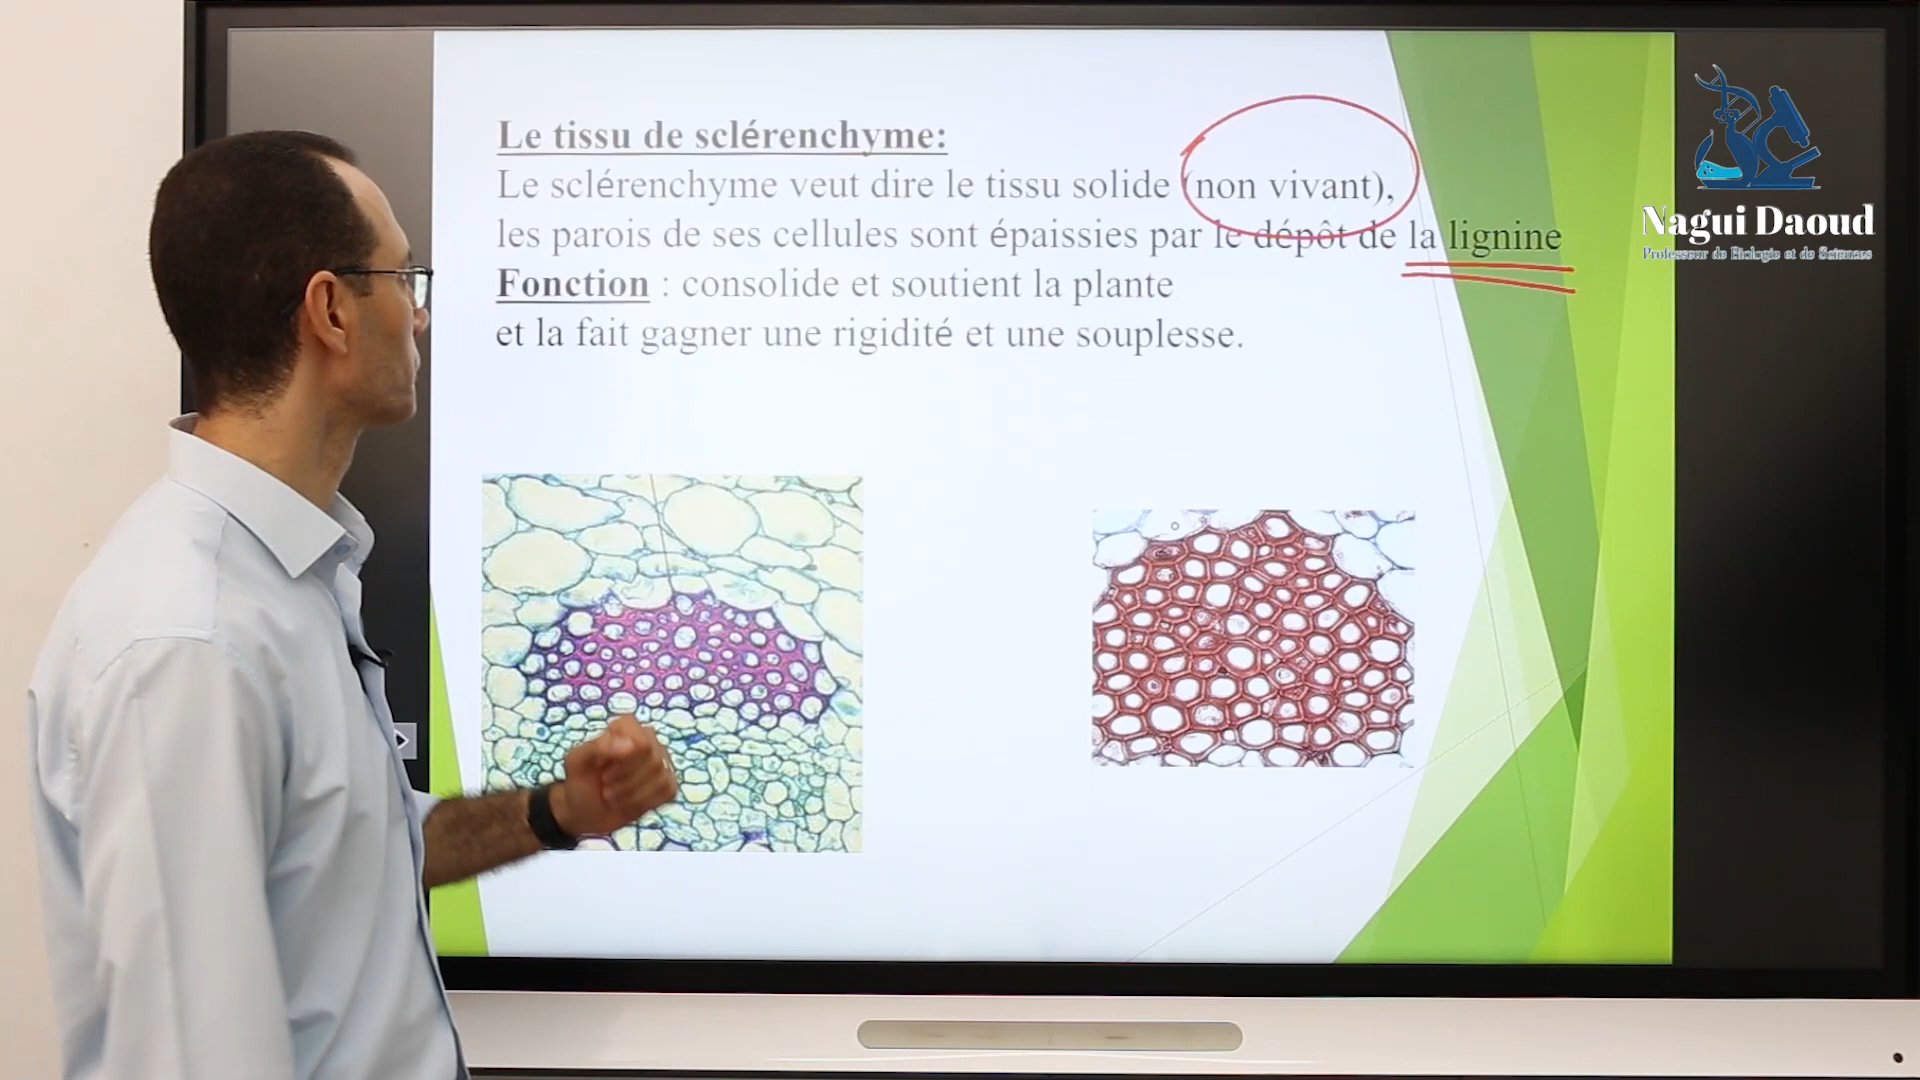 Le tissu de sclérenchyme:
Le sclérenchyme veut dire le tissu solide (non vivant),
les parois de ses cellules sont épaissies par le dépôt de la lignine
Fonction : consolide et soutient la plante
et la fait gagner une rigidité et une souplesse.
Nagui Daoud
Professeur de Biologie et de Sciences